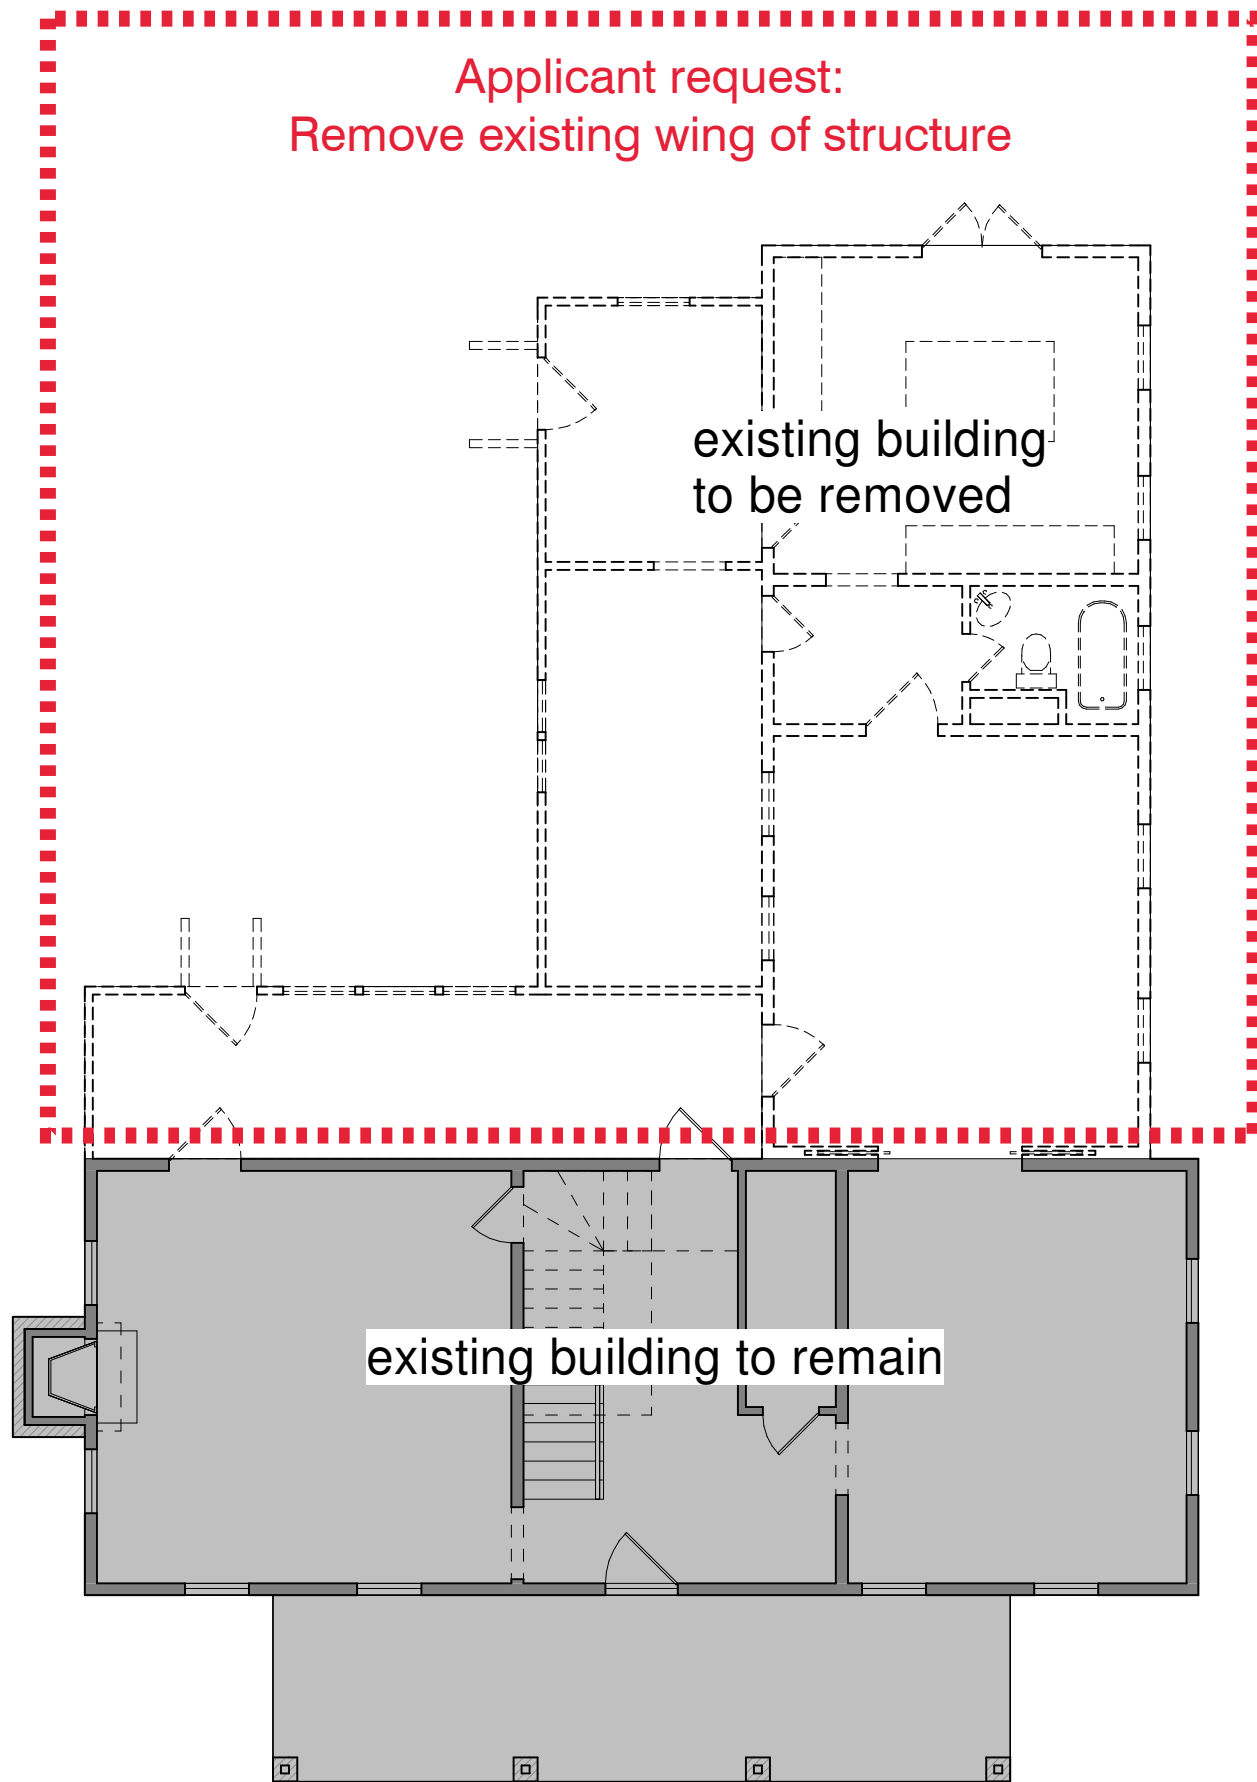 Applicant request:
Remove existing wing of structure
existing building
to be removed
existing building to remain